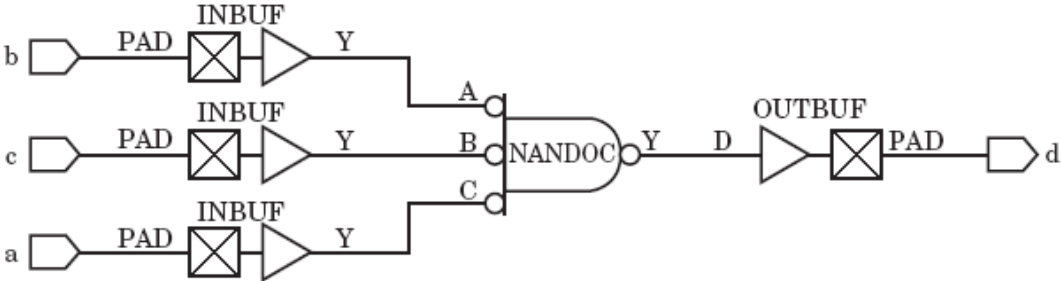 INBUF
b PAD Y
A
INBUF
OUTBUF
c PAD Y B NANDOC Y D PAD d
C
INBUF
a PAD Y